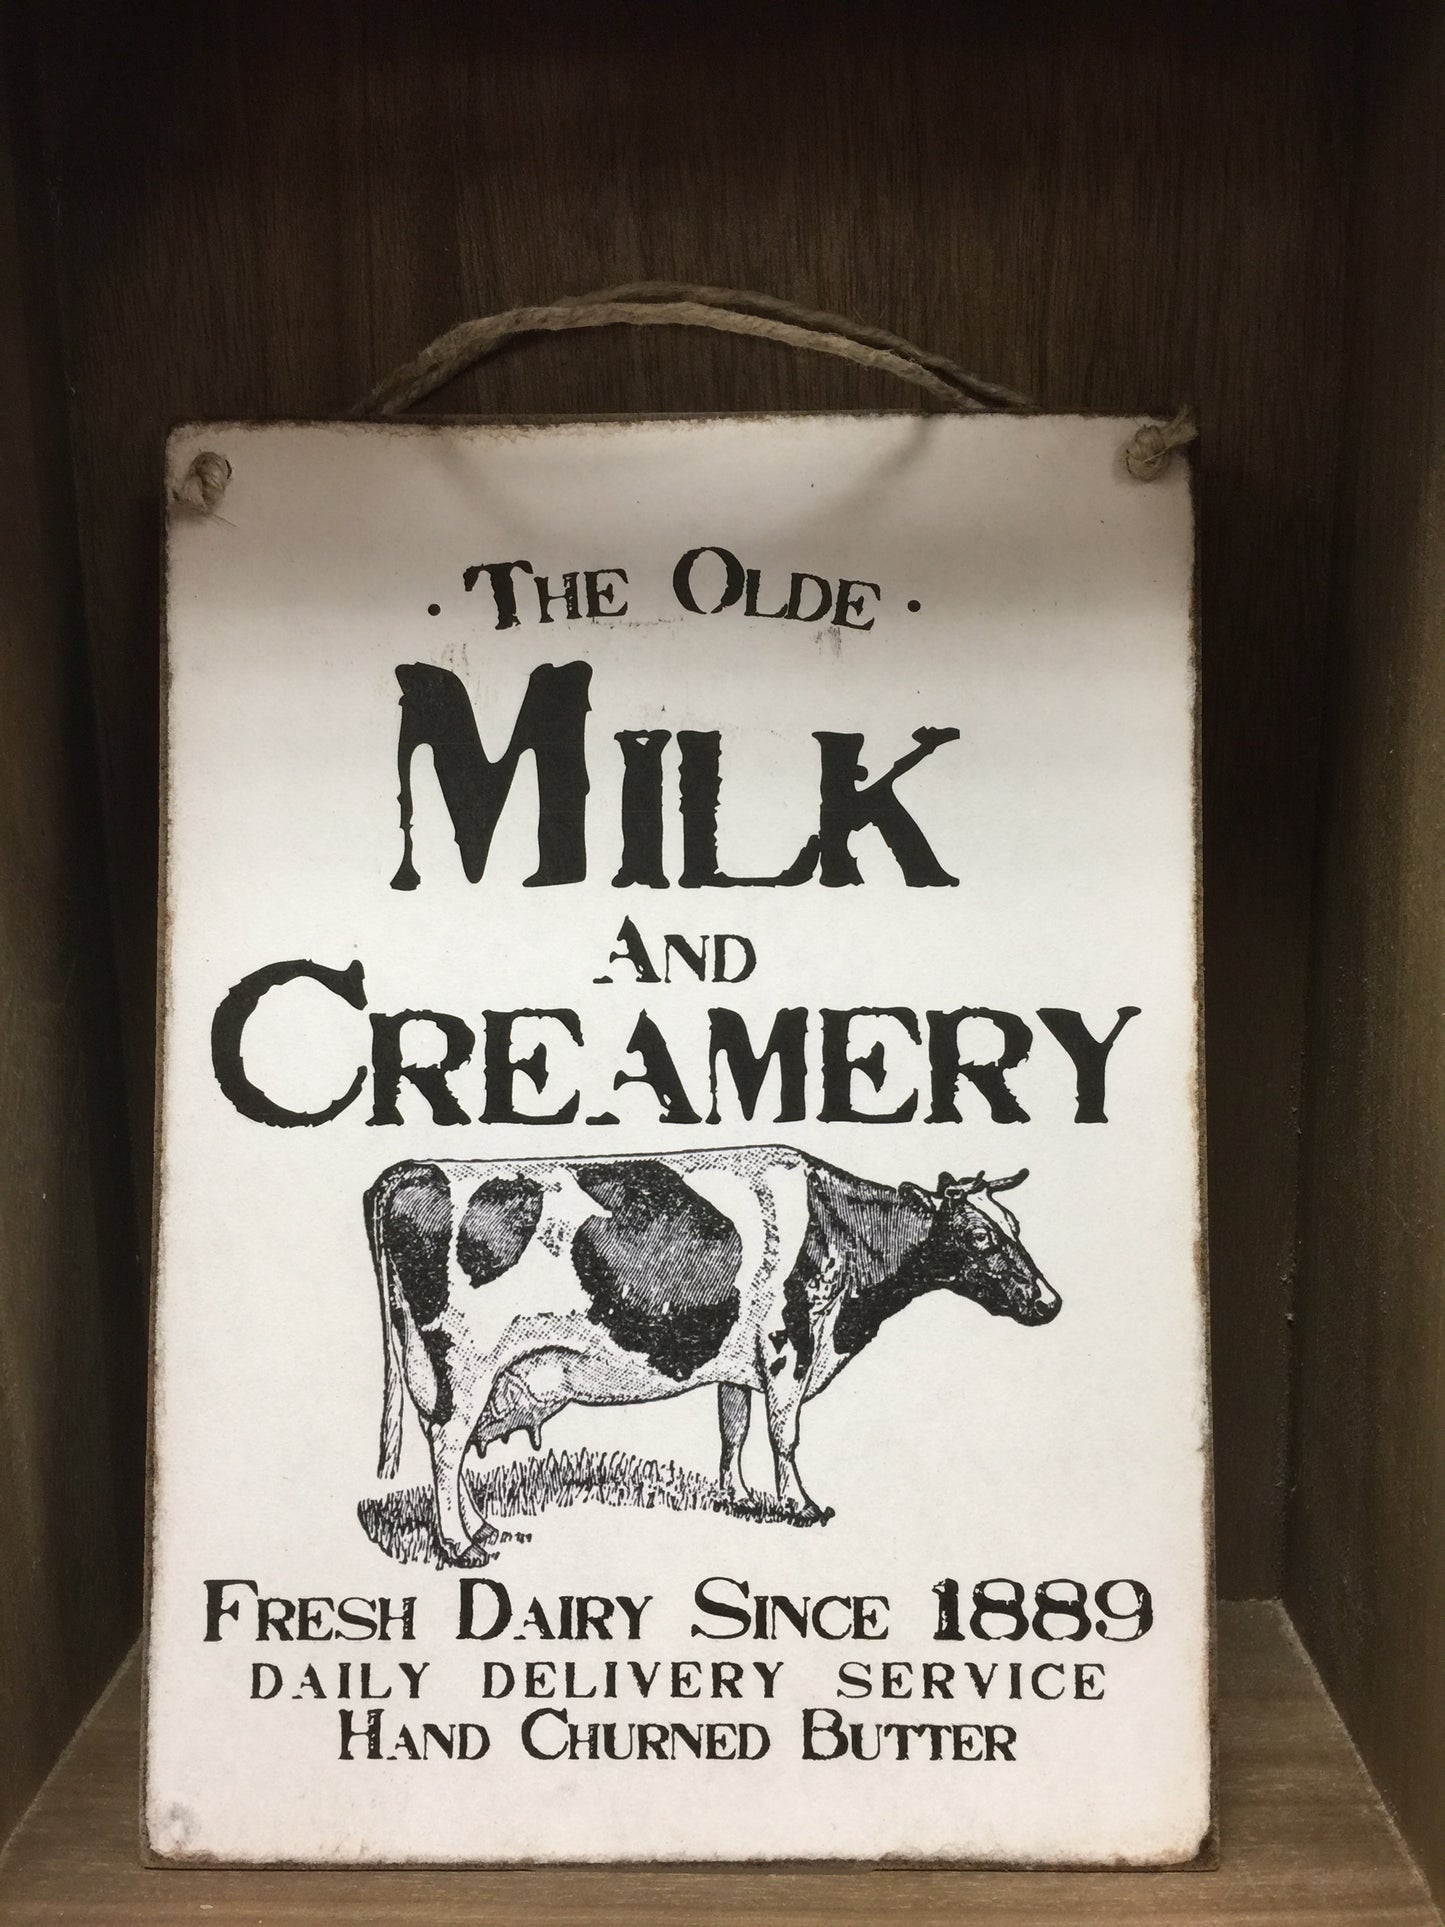 · The Olde ·
Milk
And
Creamery
Fresh Dairy Since 1889
DAILY DELIVERY SERVICE
Hand Churned Butter